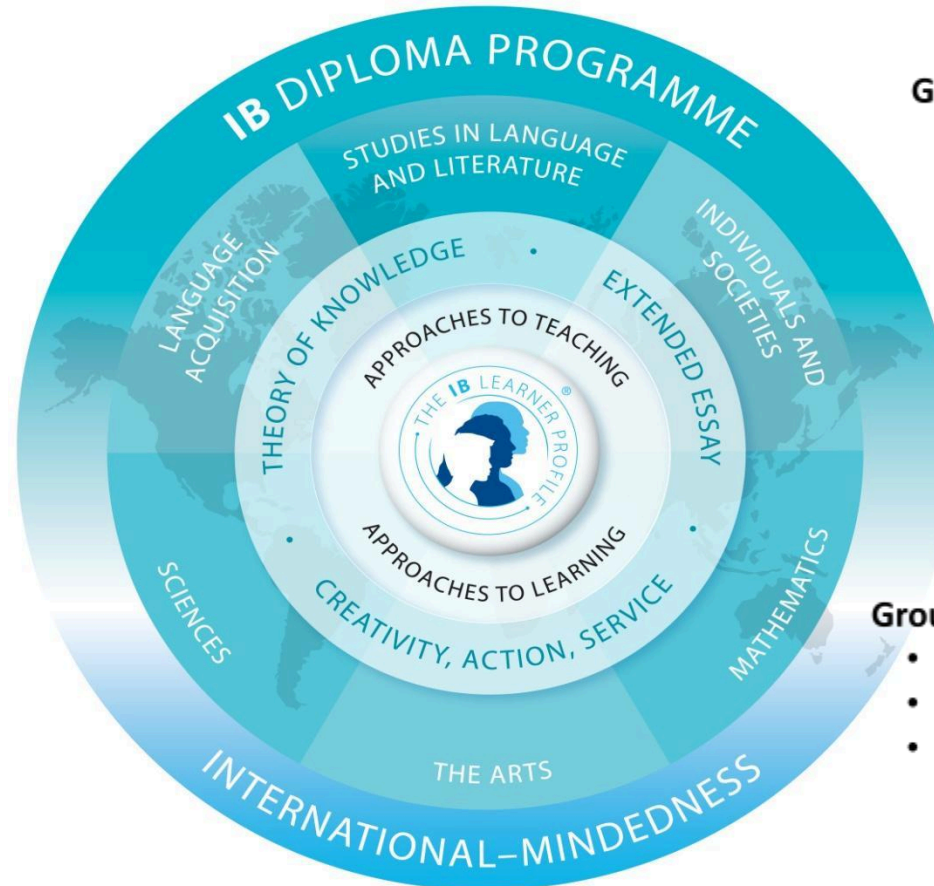 IB DIPLOMA PROGRAMME
STUDIES IN LANGUAGE
AND LITERATURE
LANGUAGE
ACQUISITION
INDIVIDUALS AND
SOCIETIES
THEORY OF KNOWLEDGE
EXTENDED ESSAY
APPROACHES TO TEACHING
• THE IB LEARNER PROFILE •
®
APPROACHES TO LEARNING
CREATIVITY, ACTION, SERVICE
SCIENCES
MATHEMATICS
THE ARTS
INTERNATIONAL–MINDEDNESS
G
Grou
•
•
•